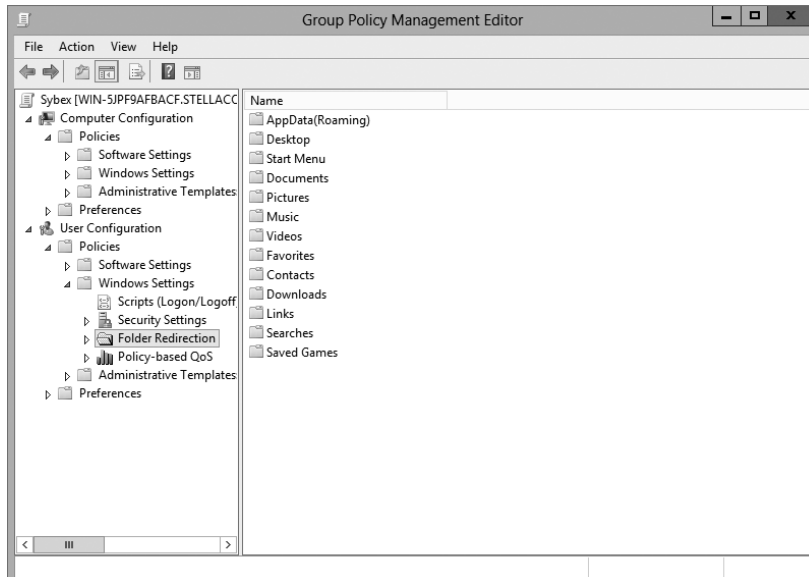 Group Policy Management Editor
File Action View Help
Sybex [WIN-5JPF9AFBACF.STELLACC
Computer Configuration
Policies
Software Settings
Windows Settings
Administrative Templates
Preferences
User Configuration
Policies
Software Settings
Windows Settings
Scripts (Logon/Logoff
Security Settings
Folder Redirection
Policy-based QoS
Administrative Templates
Preferences
Name
AppData(Roaming)
Desktop
Start Menu
Documents
Pictures
Music
Videos
Favorites
Contacts
Downloads
Links
Searches
Saved Games